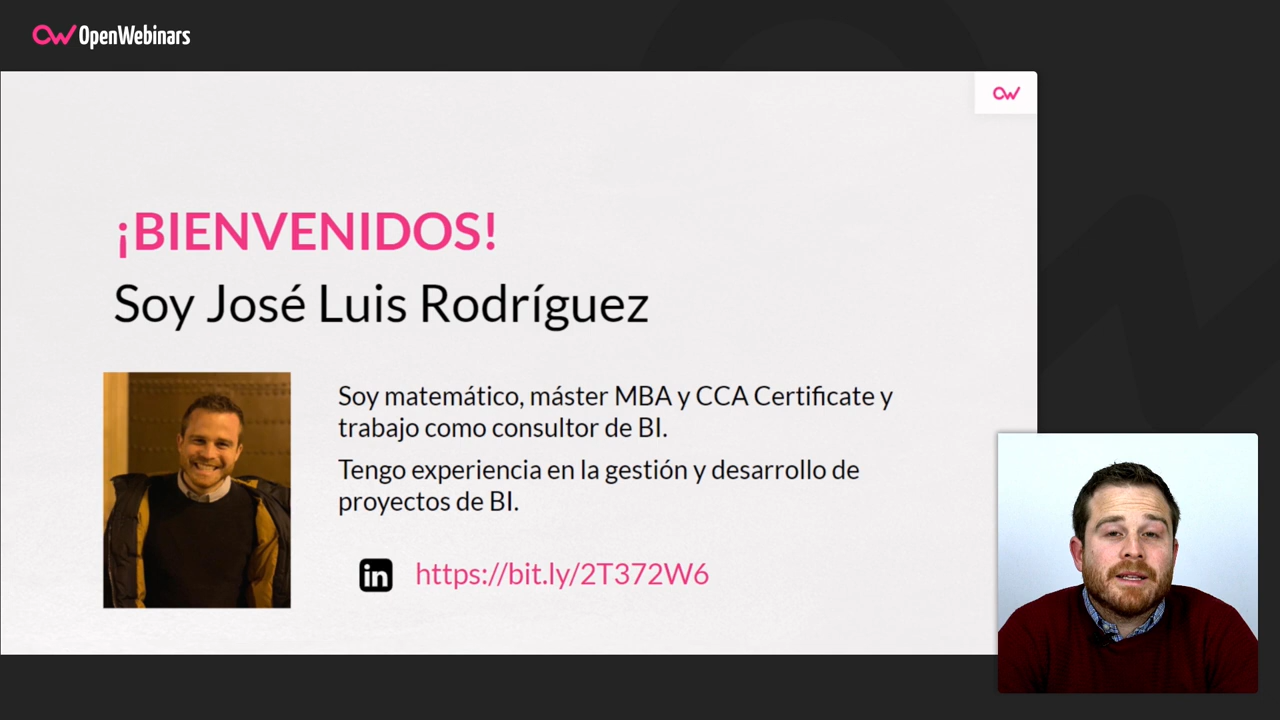 OpenWebinars
¡BIENVENIDOS!
Soy José Luis Rodríguez
Soy matemático, máster MBA y CCA Certificate y
trabajo como consultor de BI.
Tengo experiencia en la gestión y desarrollo de
proyectos de BI.
in https://bit.ly/2T372W6